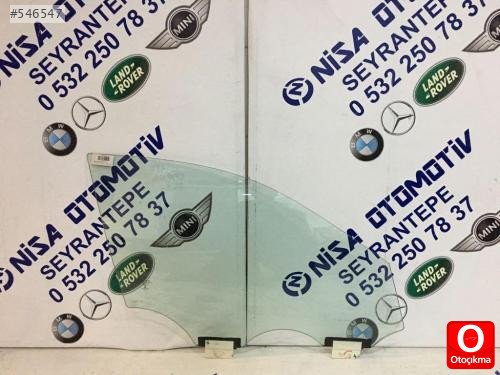 #546547
NİSA
SEYRANTEPE
0 532 250 78 37
LAND-
ROVER
BMW
MINI
NİSA OTOMOTİV
SEYRANTEPE
0 532 250 78 37
LAND-
ROVER
BMW
NİSA OTOMOTİV
SEYRANTEPE
0 532 250 78 37
MINI
LAND-
ROVER
BMW
NİSA OTOMOTİV
SEYRANTEPE
0 532 250 78 37
MINI
LAND-
ROVER
BMW
O
Otoçıkma